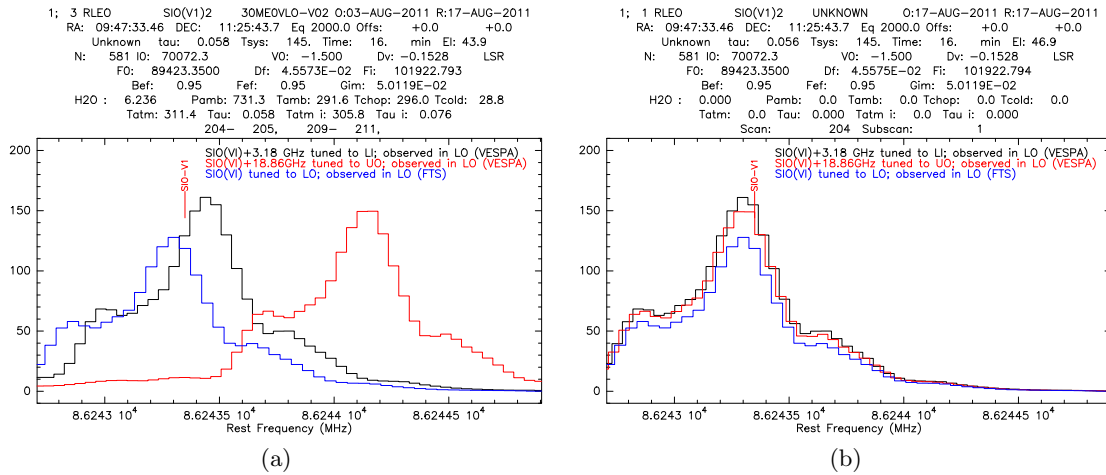 1; 3 RLEO SIO(V1)2 30ME0VLO-V02 O:03-AUG-2011 R:17-AUG-2011
RA: 09:47:33.46 DEC: 11:25:43.7 Eq 2000.0 Offs: +0.0 +0.0
Unknown tau: 0.058 Tsys: 145. Time: 16. min El: 43.9
N: 581 I0: 70072.3 V0: -1.500 Dv: -0.1528 LSR
F0: 89423.3500 Df: 4.5573E-02 Fi: 101922.793
Bef: 0.95 Fef: 0.95 Gim: 5.0119E-02
H2O : 6.236 Pamb: 731.3 Tamb: 291.6 Tchop: 296.0 Tcold: 28.8
Tatm: 311.4 Tau: 0.058 Tatm i: 305.8 Tau i: 0.076
204- 205, 209- 211,
SIO(VI)+3.18 GHz tuned to LI; observed in LO (VESPA)
SIO(VI)+18.86GHz tuned to UO; observed in LO (VESPA)
SIO(VI) tuned to LO; observed in LO (FTS)
SIO-V1
200
150
100
50
0
8.6243 10⁴ 8.62435 10⁴ 8.6244 10⁴ 8.62445 10⁴
Rest Frequency (MHz)
(a)
1; 1 RLEO SIO(V1)2 UNKNOWN O:17-AUG-2011 R:17-AUG-2011
RA: 09:47:33.46 DEC: 11:25:43.7 Eq 2000.0 Offs: +0.0 +0.0
Unknown tau: 0.056 Tsys: 145. Time: 16. min El: 46.9
N: 581 I0: 70072.3 V0: -1.500 Dv: -0.1528 LSR
F0: 89423.3500 Df: 4.5575E-02 Fi: 101922.794
Bef: 0.95 Fef: 0.95 Gim: 5.0119E-02
H2O : 0.000 Pamb: 0.0 Tamb: 0.0 Tchop: 0.0 Tcold: 0.0
Tatm: 0.0 Tau: 0.000 Tatm i: 0.0 Tau i: 0.000
Scan: 204 Subscan: 1
SIO(VI)+3.18 GHz tuned to LI; observed in LO (VESPA)
SIO(VI)+18.86GHz tuned to UO; observed in LO (VESPA)
SIO(VI) tuned to LO; observed in LO (FTS)
SIO-V1
200
150
100
50
0
8.6243 10⁴ 8.62435 10⁴ 8.6244 10⁴ 8.62445 10⁴
Rest Frequency (MHz)
(b)